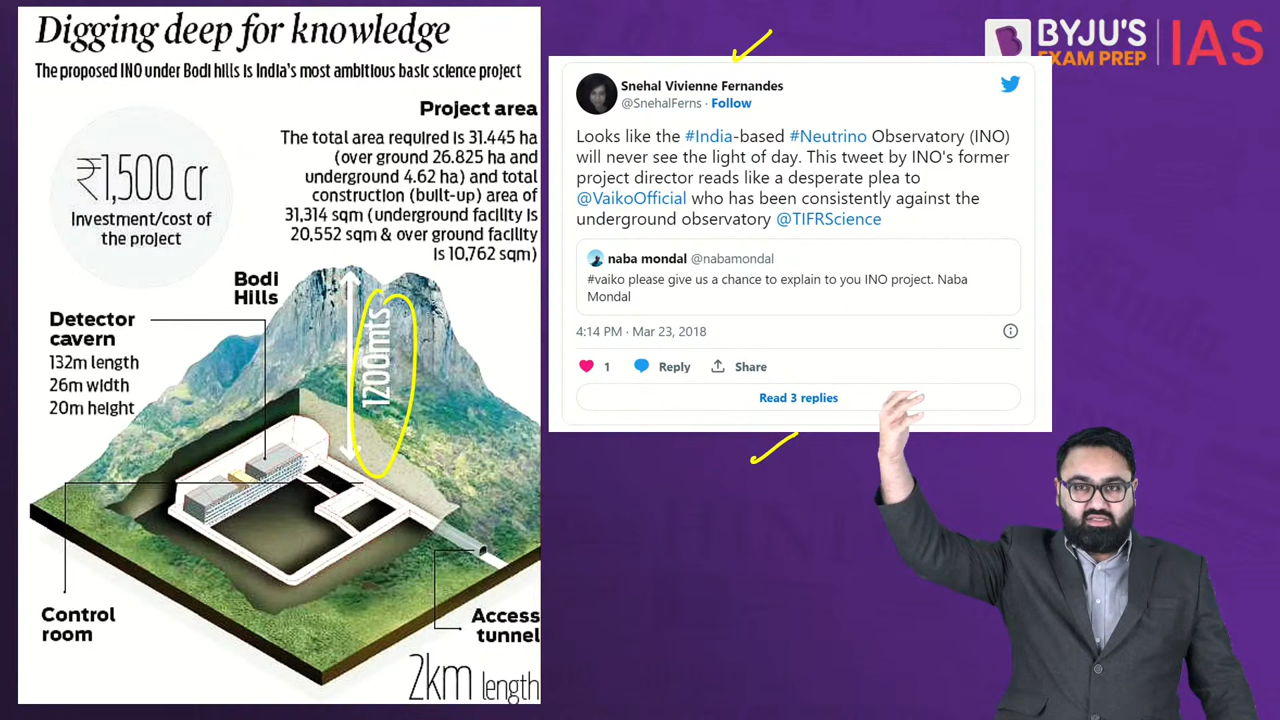 Digging deep for knowledge
The proposed INO under Bodi hills is India's most ambitious basic science project
₹1,500 cr
Investment/cost of
the project
Project area
The total area required is 31.445 ha
(over ground 26.825 ha and
underground 4.62 ha) and total
construction (built-up) area of
31,314 sqm (underground facility is
20,552 sqm & over ground facility
is 10,762 sqm)
Bodi
Hills
Detector
cavern
132m length
26m width
20m height
1200mts
Control
room
Access
tunnel
2km length
Snehal Vivienne Fernandes
@SnehalFerns · Follow
Looks like the #India-based #Neutrino Observatory (INO)
will never see the light of day. This tweet by INO's former
project director reads like a desperate plea to
@VaikoOfficial who has been consistently against the
underground observatory @TIFRScience
naba mondal @nabamondal
#vaiko please give us a chance to explain to you INO project. Naba
Mondal
4:14 PM · Mar 23, 2018
1 Reply Share
Read 3 replies
BYJU'S
EXAM PREP
IAS